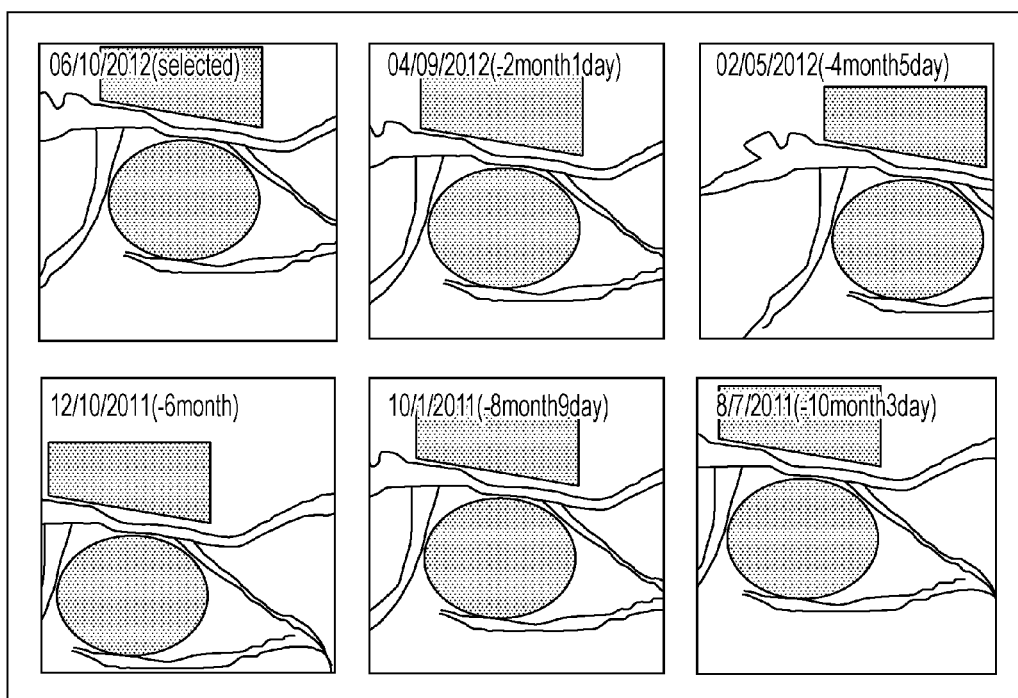 06/10/2012(selected)
04/09/2012(-2month1day)
02/05/2012(-4month5day)
12/10/2011(-6month)
10/1/2011(-8month9day)
8/7/2011(-10month3day)